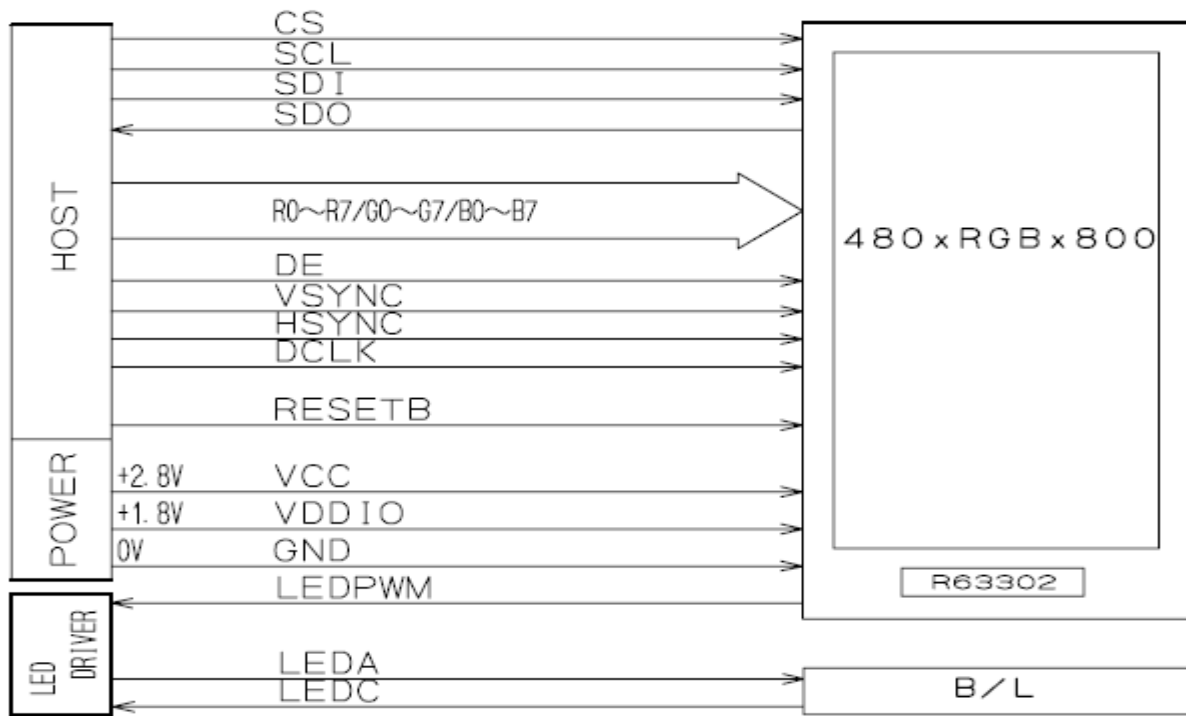 CS
SCL
SDI
SDO
HOST
R0～R7/G0～G7/B0～B7
480xRGBx800
DE
VSYNC
HSYNC
DCLK
RESETB
POWER
+2.8V VCC
+1.8V VDDIO
0V GND
R63302
LEDPWM
LED
DRIVER
LEDA
LEDC
B/L